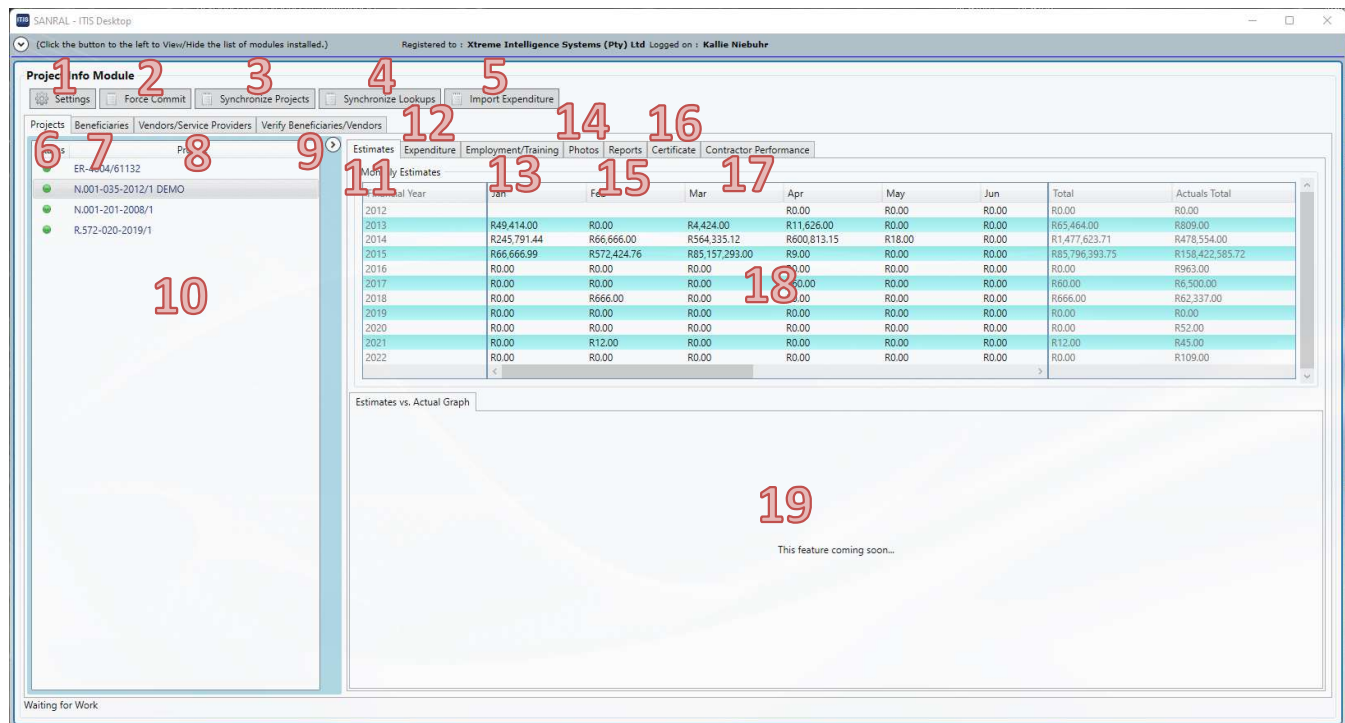 ITIS SANRAL - ITIS Desktop
(Click the button to the left to View/Hide the list of modules installed.) Registered to : Xtreme Intelligence Systems (Pty) Ltd Logged on : Kallie Niebuhr
Project Info Module
1 2 3 4 5
Settings Force Commit Synchronize Projects Synchronize Lookups Import Expenditure
Projects Beneficiaries Vendors/Service Providers Verify Beneficiaries/Vendors
6 7 8 9
ER-4004/61132
N.001-035-2012/1 DEMO
N.001-201-2008/1
R.572-020-2019/1
10
12 14 16
Estimates Expenditure Employment/Training Photos Reports Certificate Contractor Performance
11 13 15 17
Monthly Estimates
Financial Year Jan Feb Mar Apr May Jun Total Actuals Total
2012 R0.00 R0.00 R0.00 R0.00 R0.00
2013 R49,414.00 R0.00 R4,424.00 R11,626.00 R0.00 R0.00 R65,464.00 R809.00
2014 R245,791.44 R66,666.00 R564,335.12 R600,813.15 R18.00 R0.00 R1,477,623.71 R478,554.00
2015 R66,666.99 R572,424.76 R85,157,293.00 R9.00 R0.00 R0.00 R85,796,393.75 R158,422,585.72
2016 R0.00 R0.00 R0.00 R0.00 R0.00 R0.00 R0.00 R963.00
2017 R0.00 R0.00 R0.00 R60.00 R0.00 R0.00 R60.00 R6,500.00
18
2018 R0.00 R666.00 R0.00 R0.00 R0.00 R0.00 R666.00 R62,337.00
2019 R0.00 R0.00 R0.00 R0.00 R0.00 R0.00 R0.00 R0.00
2020 R0.00 R0.00 R0.00 R0.00 R0.00 R0.00 R0.00 R52.00
2021 R0.00 R12.00 R0.00 R0.00 R0.00 R0.00 R12.00 R45.00
2022 R0.00 R0.00 R0.00 R0.00 R0.00 R0.00 R0.00 R109.00
Estimates vs. Actual Graph
19
This feature coming soon...
Waiting for Work